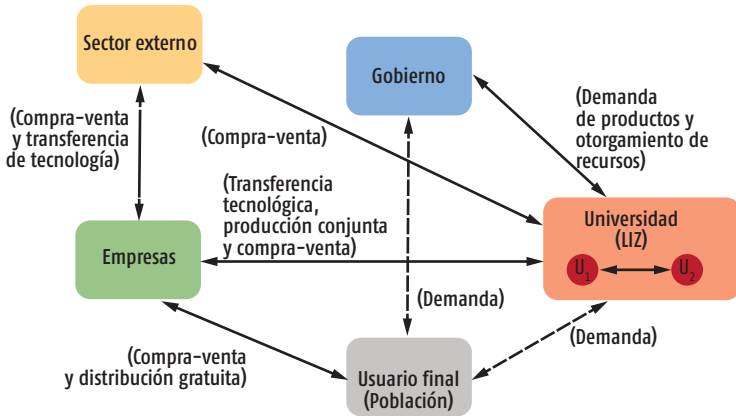 Sector externo
Gobierno
(Compra-venta
y transferencia
de tecnología)
(Compra-venta)
(Demanda
de productos y
otorgamiento de
recursos)
(Transferencia
tecnológica,
producción conjunta
y compra-venta)
Empresas
Universidad
(LIZ)
U1
U2
(Demanda)
(Demanda)
(Compra-venta
y distribución gratuita)
Usuario final
(Población)